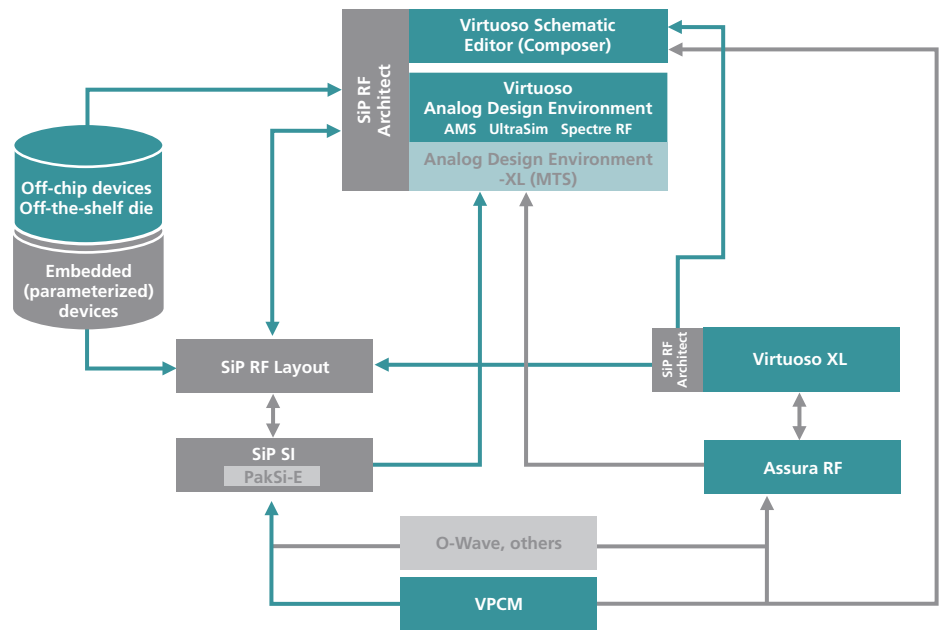 Virtuoso Schematic
Editor (Composer)
SiP RF
Architect
Virtuoso
Analog Design Environment
AMS UltraSim Spectre RF
Analog Design Environment
-XL (MTS)
Off-chip devices
Off-the-shelf die
Embedded
(parameterized)
devices
SiP RF Layout
SiP RF
Architect
Virtuoso XL
SiP SI
PakSi-E
Assura RF
O-Wave, others
VPCM